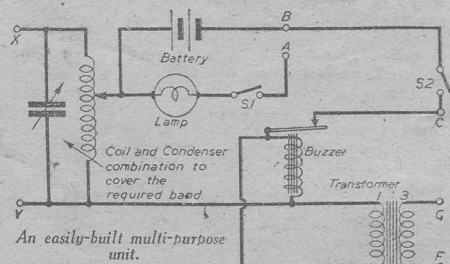 X
B
A
Battery
Lamp
S.1
S2
C
Coil and Condenser
combination to
cover the
required band
Buzzer
Transformer
1 3
Y
G
An easily-built multi-purpose
unit.
F